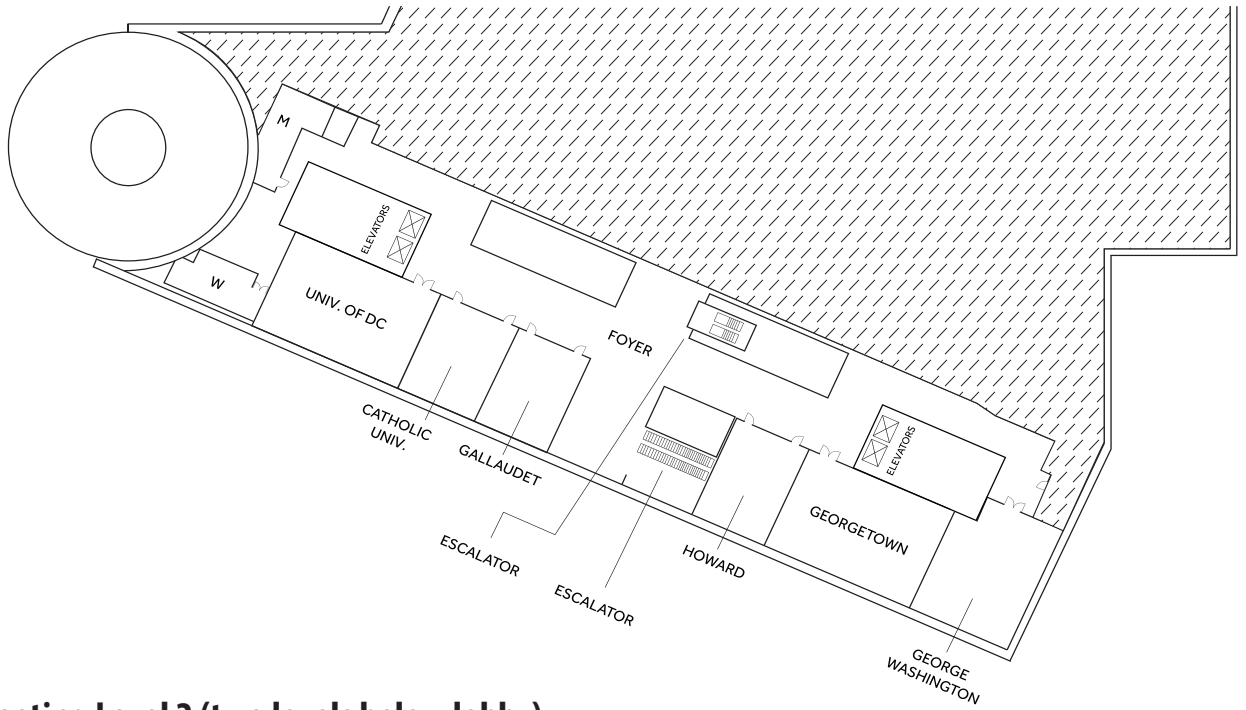 M
ELEVATORS
W
UNIV. OF DC
FOYER
CATHOLIC
UNIV.
GALLAUDET
ELEVATORS
GEORGETOWN
ESCALATOR
HOWARD
ESCALATOR
GEORGE
WASHINGTON